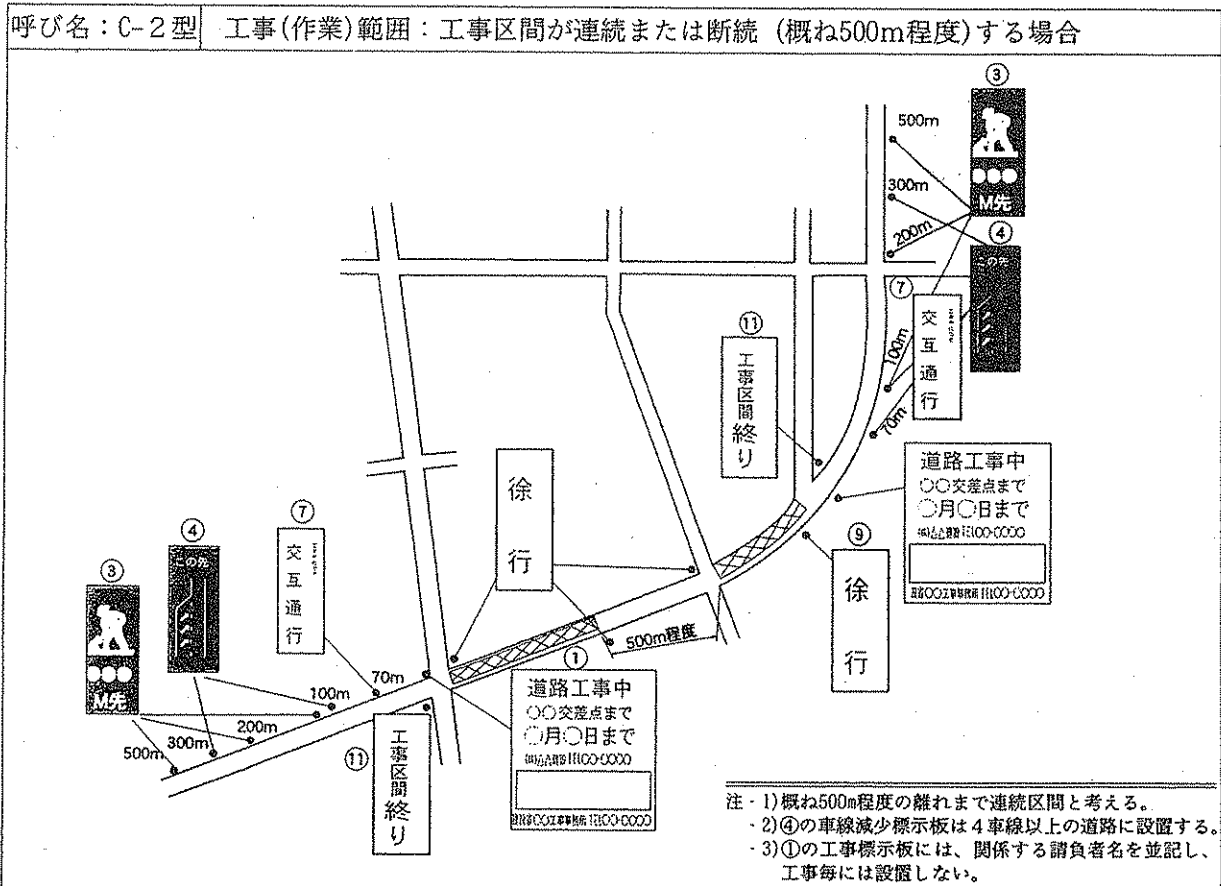 呼び名：C-2型 工事(作業)範囲：工事区間が連続または断続 (概ね500m程度)する場合
③
M先
④
この先
500m
300m
200m
⑦
交互通行
100m
70m
⑪
工事区間
終り
道路工事中
○○交差点まで
○月○日まで
⑨
徐行
徐行
⑦
交互通行
④
この先
③
M先
500m
300m
200m
100m
70m
⑪
工事区間
終り
500m程度
①
道路工事中
○○交差点まで
○月○日まで
注・1)概ね500m程度の離れまで連続区間と考える。
・2)④の車線減少標示板は4車線以上の道路に設置する。
・3)①の工事標示板には、関係する請負者名を並記し、
工事毎には設置しない。